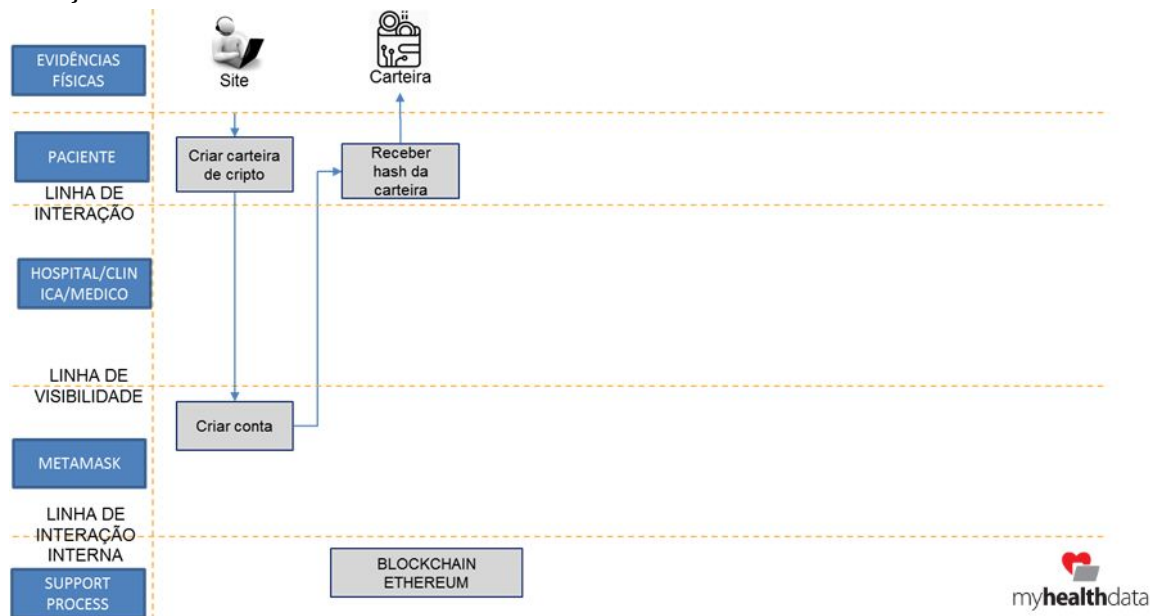 EVIDÊNCIAS
FÍSICAS
Site
Carteira
PACIENTE
Criar carteira
de cripto
Receber
hash da
carteira
LINHA DE
INTERAÇÃO
HOSPITAL/CLIN
ICA/MEDICO
LINHA DE
VISIBILIDADE
Criar conta
METAMASK
LINHA DE
INTERAÇÃO
INTERNA
BLOCKCHAIN
ETHEREUM
SUPPORT
PROCESS
myhealthdata